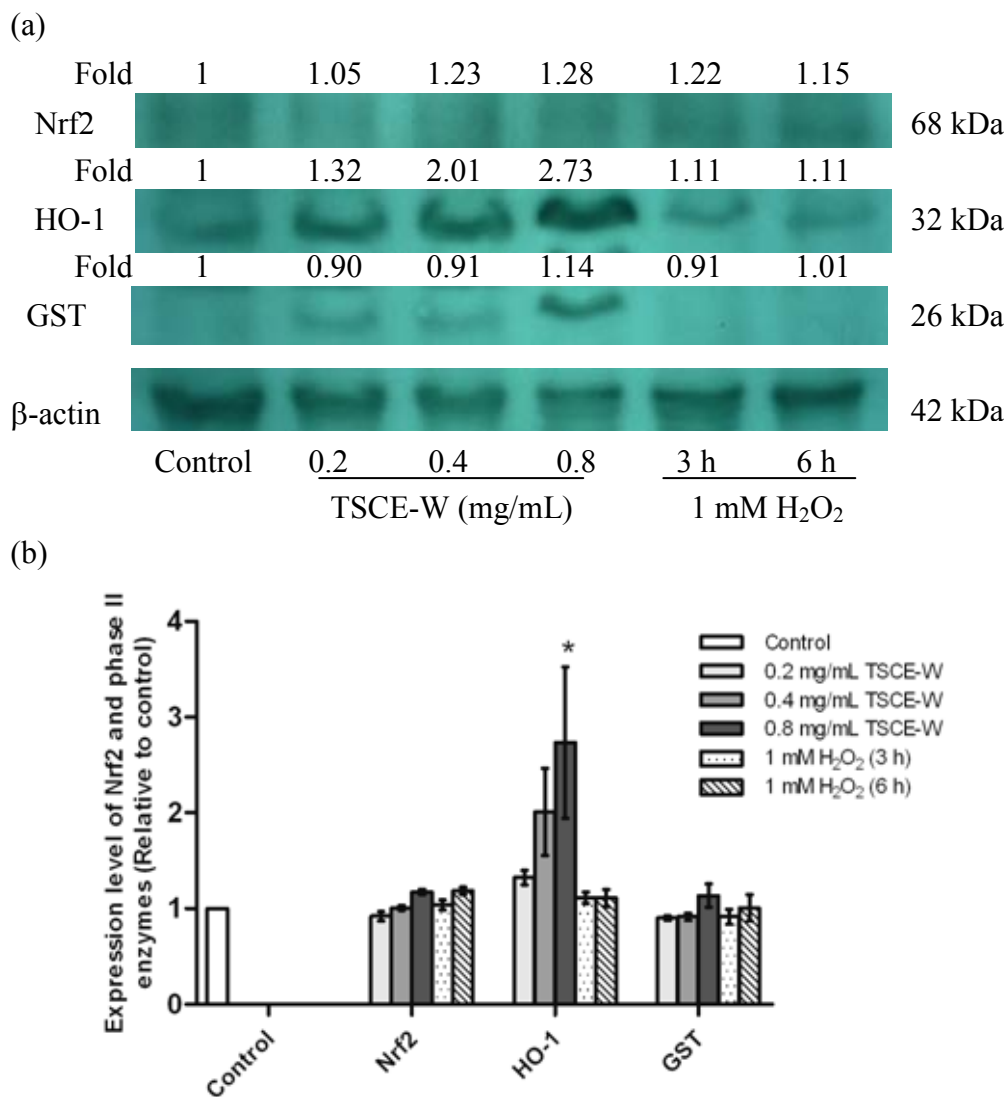 (a)
Fold 1 1.05 1.23 1.28 1.22 1.15
Nrf2 68 kDa
Fold 1 1.32 2.01 2.73 1.11 1.11
HO-1 32 kDa
Fold 1 0.90 0.91 1.14 0.91 1.01
GST 26 kDa
β-actin 42 kDa
Control 0.2 0.4 0.8 3 h 6 h
TSCE-W (mg/mL) 1 mM H₂O₂
(b)
Expression level of Nrf2 and phase II
enzymes (Relative to control)
4
3
2
1
0
*
Control
0.2 mg/mL TSCE-W
0.4 mg/mL TSCE-W
0.8 mg/mL TSCE-W
1 mM H₂O₂ (3 h)
1 mM H₂O₂ (6 h)
Control
Nrf2
HO-1
GST